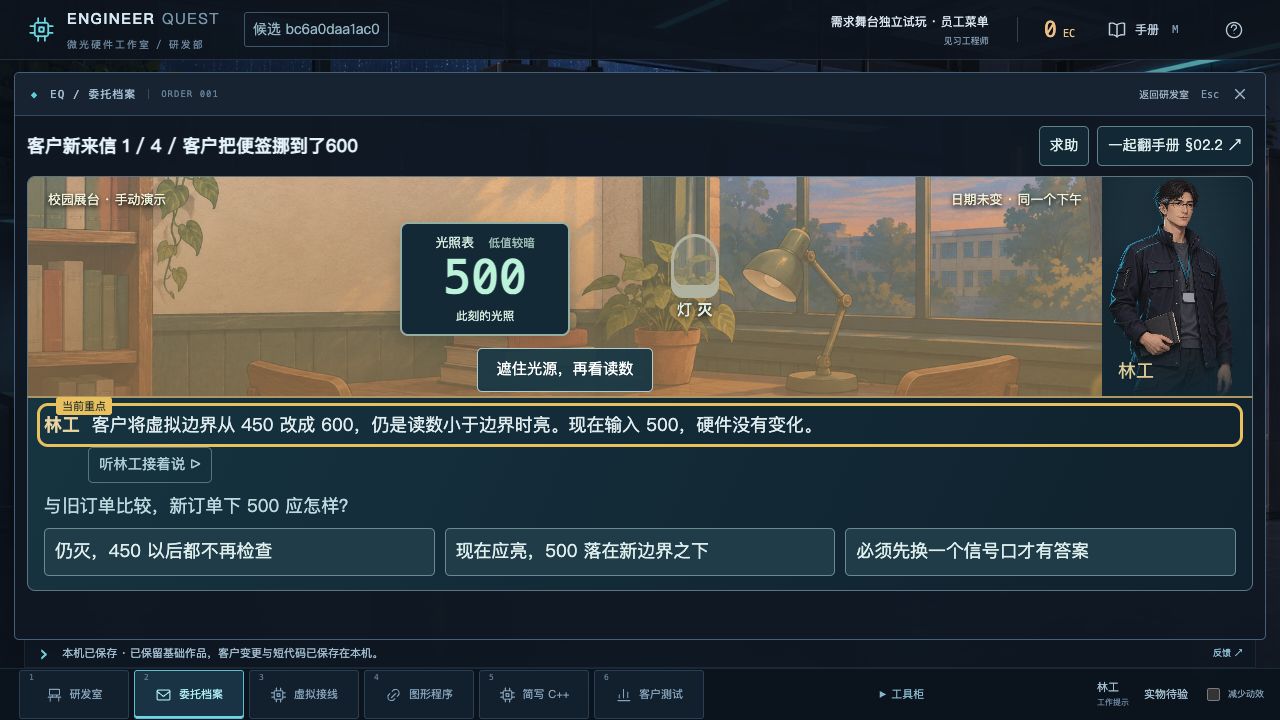 ENGINEER QUEST
微光硬件工作室 / 研发部
候选 bc6a0daa1ac0
需求舞台独立试玩 · 员工菜单
见习工程师
0 EC
手册 M
EQ / 委托档案
ORDER 001
返回研发室 Esc
客户新来信 1 / 4 / 客户把便签挪到了600
求助
一起翻手册 §02.2 ↗
校园展台 · 手动演示
日期未变 · 同一个下午
光照表 低值较暗
500
此刻的光照
灯 灭
遮住光源，再看读数
林工
当前重点
林工 客户将虚拟边界从 450 改成 600，仍是读数小于边界时亮。现在输入 500，硬件没有变化。
听林工接着说
与旧订单比较，新订单下 500 应怎样?
仍灭，450 以后都不再检查
现在应亮，500 落在新边界之下
必须先换一个信号口才有答案
本机已保存 · 已保留基础作品，客户变更与短代码已保存在本机。
反馈 ↗
1 研发室
2 委托档案
3 虚拟接线
4 图形程序
5 简写 C++
6 客户测试
工具柜
林工
工作提示
实物待验
减少动效